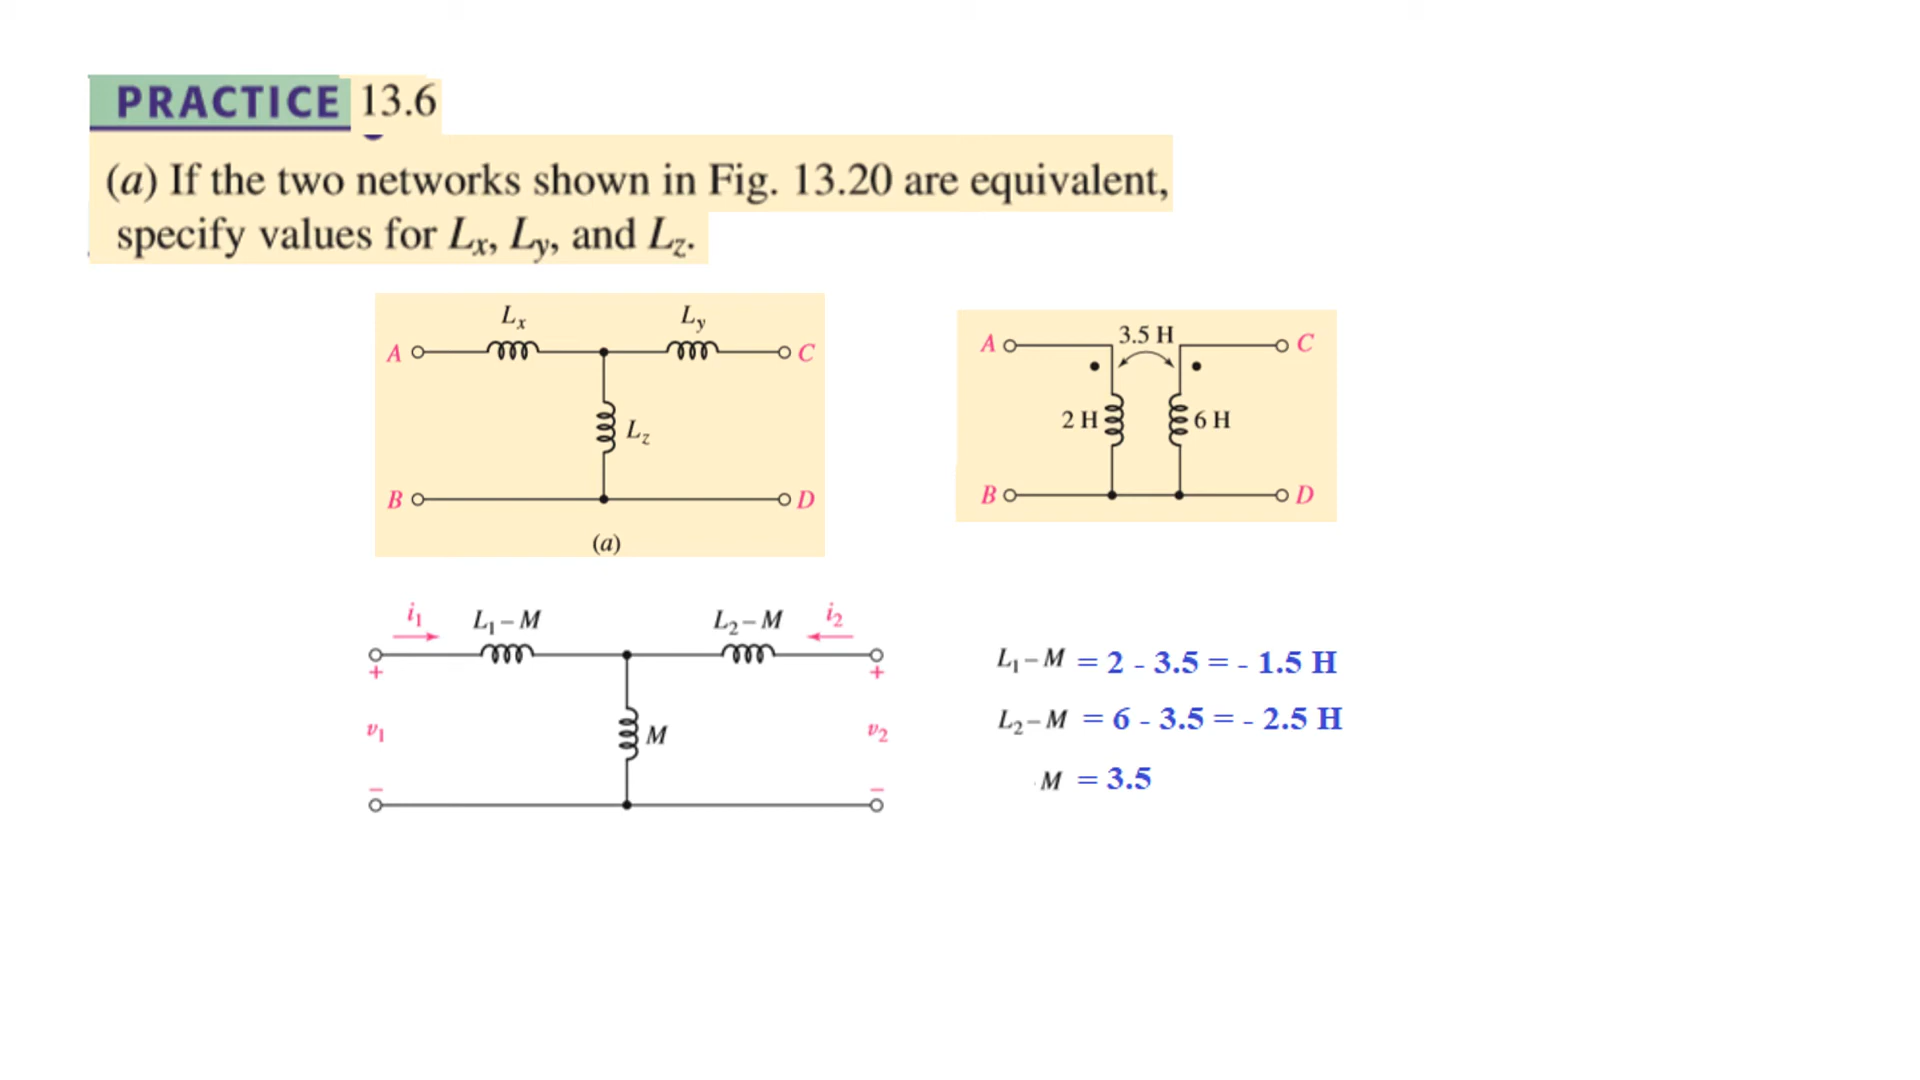 PRACTICE 13.6
(a) If the two networks shown in Fig. 13.20 are equivalent,
specify values for Lx, Ly, and Lz.
Lx
Ly
A
C
Lz
B
D
(a)
3.5 H
A
C
2 H
6 H
B
D
i1
L1 – M
L2 – M
i2
+
+
v1
M
v2
–
–
L1 – M = 2 - 3.5 = - 1.5 H
L2 – M = 6 - 3.5 = - 2.5 H
M = 3.5